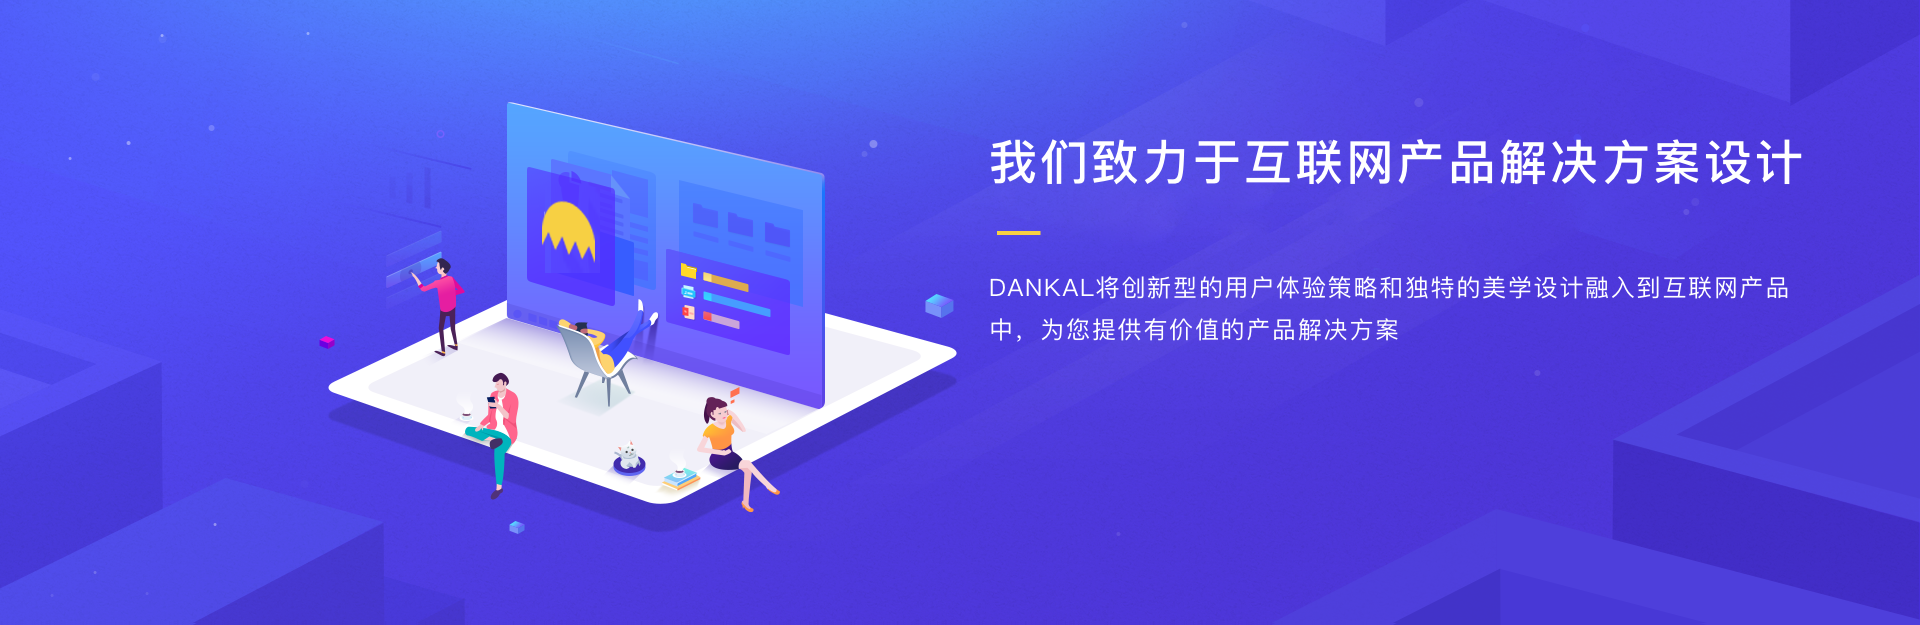 我们致力于互联网产品解决方案设计
DANKAL将创新型的用户体验策略和独特的美学设计融入到互联网产品
中，为您提供有价值的产品解决方案